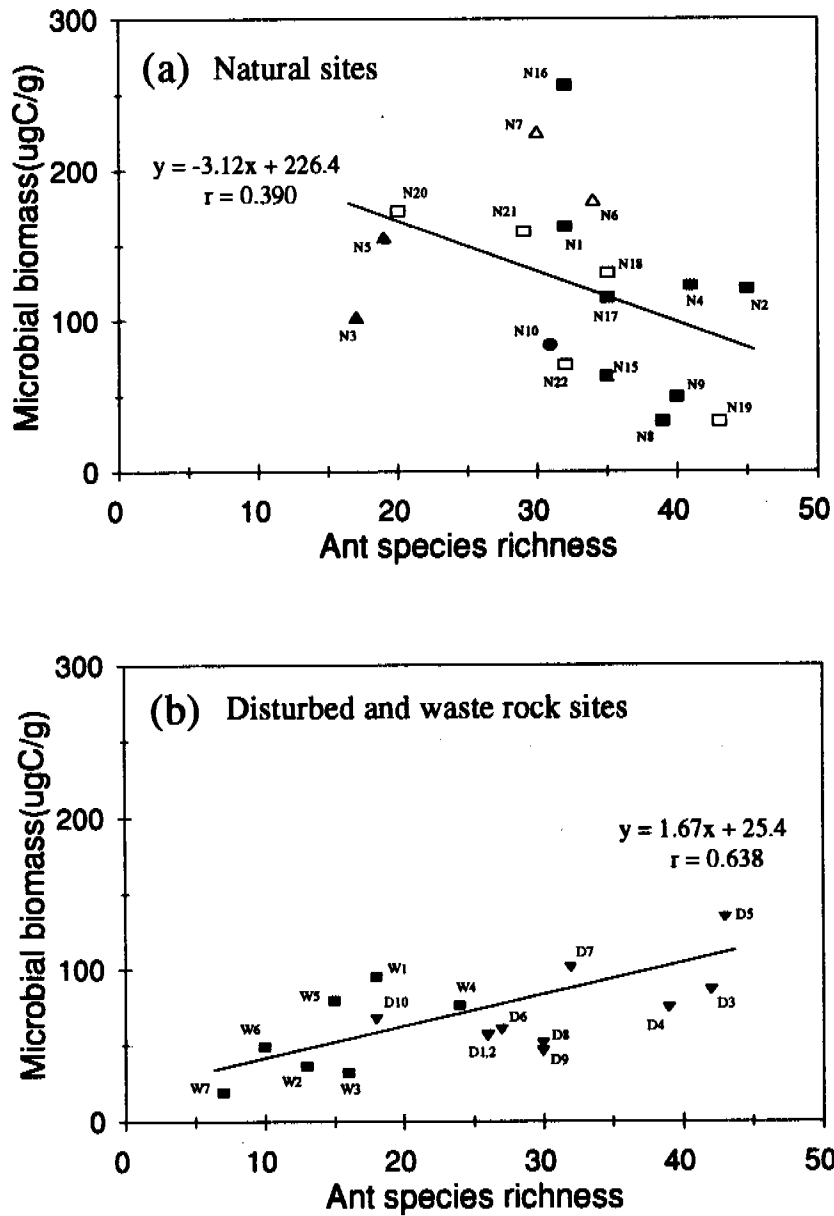 300
(a) Natural sites
N16
N7
y = -3.12x + 226.4
r = 0.390
N20
N21
N6
N5
N1
N18
N3
N10
N17
N4
N2
N22
N15
N9
N8
N19
200
100
0
Microbial biomass(ugC/g)
0 10 20 30 40 50
Ant species richness
300
(b) Disturbed and waste rock sites
y = 1.67x + 25.4
r = 0.638
200
100
0
Microbial biomass(ugC/g)
D5
D7
W1
W5
D10
W4
D3
D4
W6
D6
D1,2
D8
D9
W7
W2
W3
0 10 20 30 40 50
Ant species richness